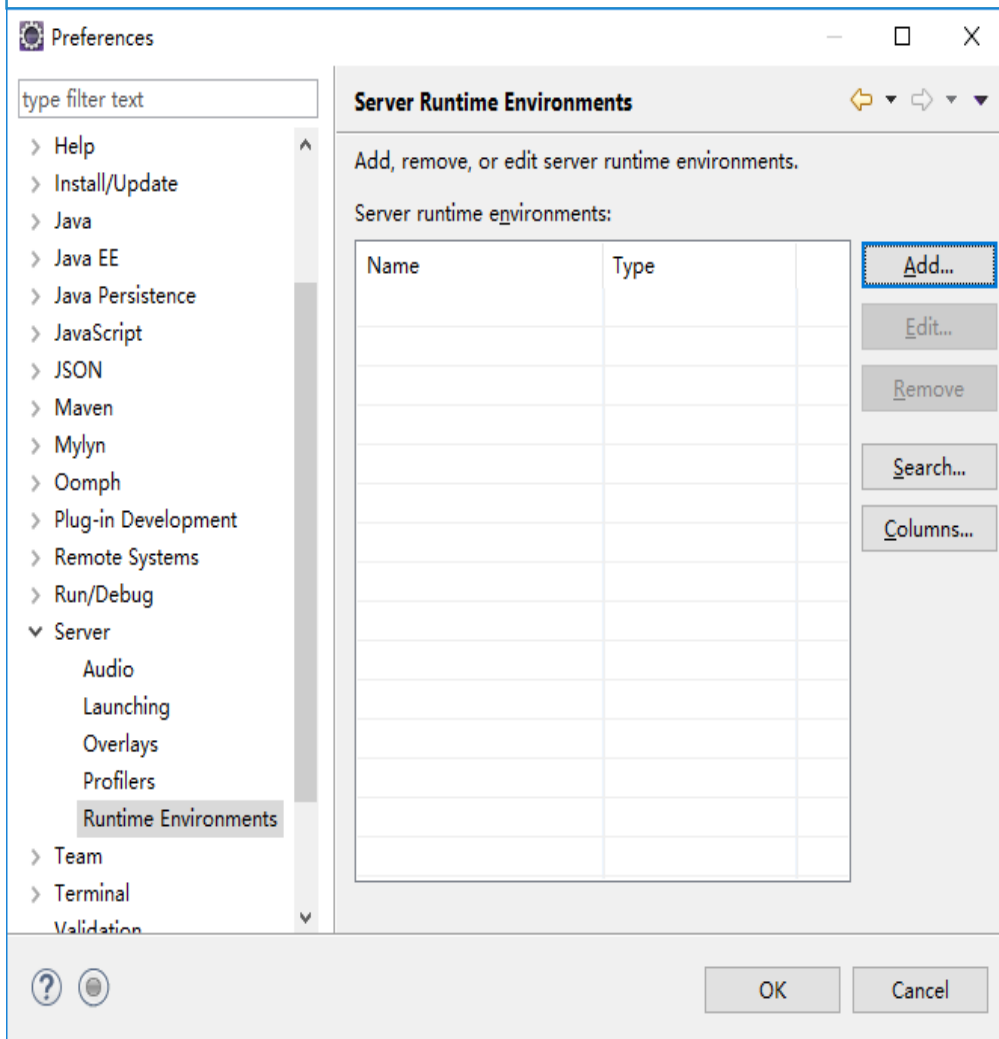 Preferences
type filter text
Help
Install/Update
Java
Java EE
Java Persistence
JavaScript
JSON
Maven
Mylyn
Oomph
Plug-in Development
Remote Systems
Run/Debug
Server
Audio
Launching
Overlays
Profilers
Runtime Environments
Team
Terminal
Validation
Server Runtime Environments
Add, remove, or edit server runtime environments.
Server runtime environments:
Name Type
Add...
Edit...
Remove
Search...
Columns...
?
OK Cancel